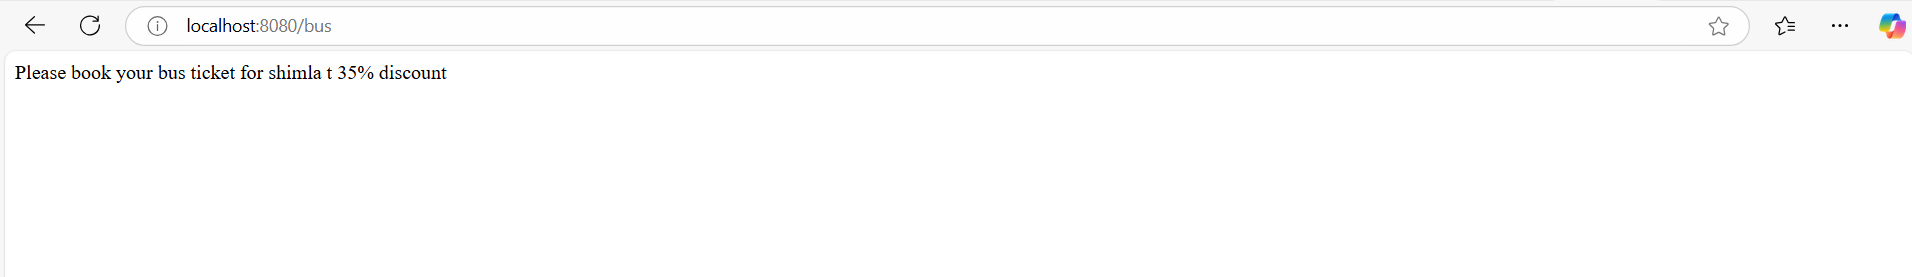 localhost:8080/bus
Please book your bus ticket for shimla t 35% discount